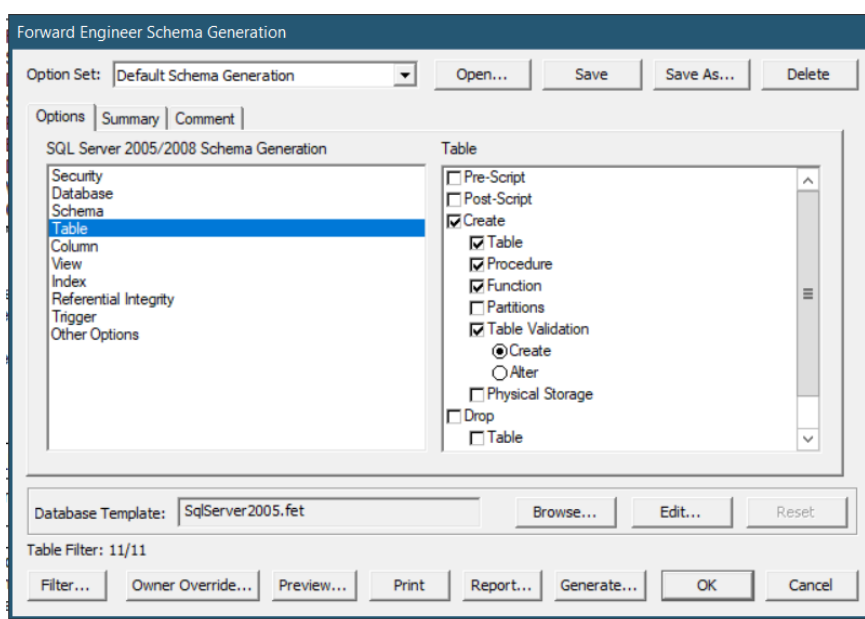 Forward Engineer Schema Generation
Option Set: Default Schema Generation Open... Save Save As... Delete
Options Summary Comment
SQL Server 2005/2008 Schema Generation
Security
Database
Schema
Table
Column
View
Index
Referential Integrity
Trigger
Other Options
Table
Pre-Script
Post-Script
Create
Table
Procedure
Function
Partitions
Table Validation
Create
Alter
Physical Storage
Drop
Table
Database Template: SqlServer2005.fet Browse... Edit... Reset
Table Filter: 11/11
Filter... Owner Override... Preview... Print Report... Generate... OK Cancel